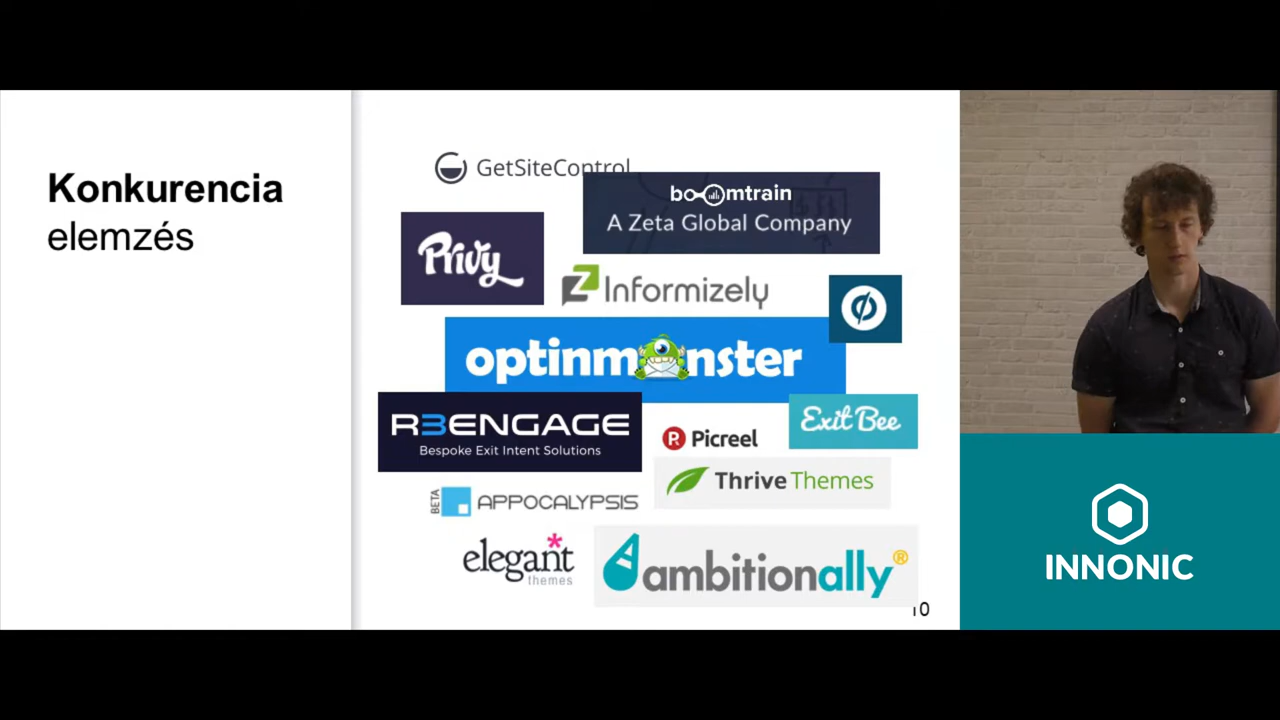 Konkurencia
elemzés
GetSiteControl
boomtrain
A Zeta Global Company
Privy
Informizely
optinmonster
R3ENGAGE
Bespoke Exit Intent Solutions
Exit Bee
Picreel
Thrive Themes
BETA
APPOCALYPSIS
elegant
themes
ambitionally®
10
INNONIC